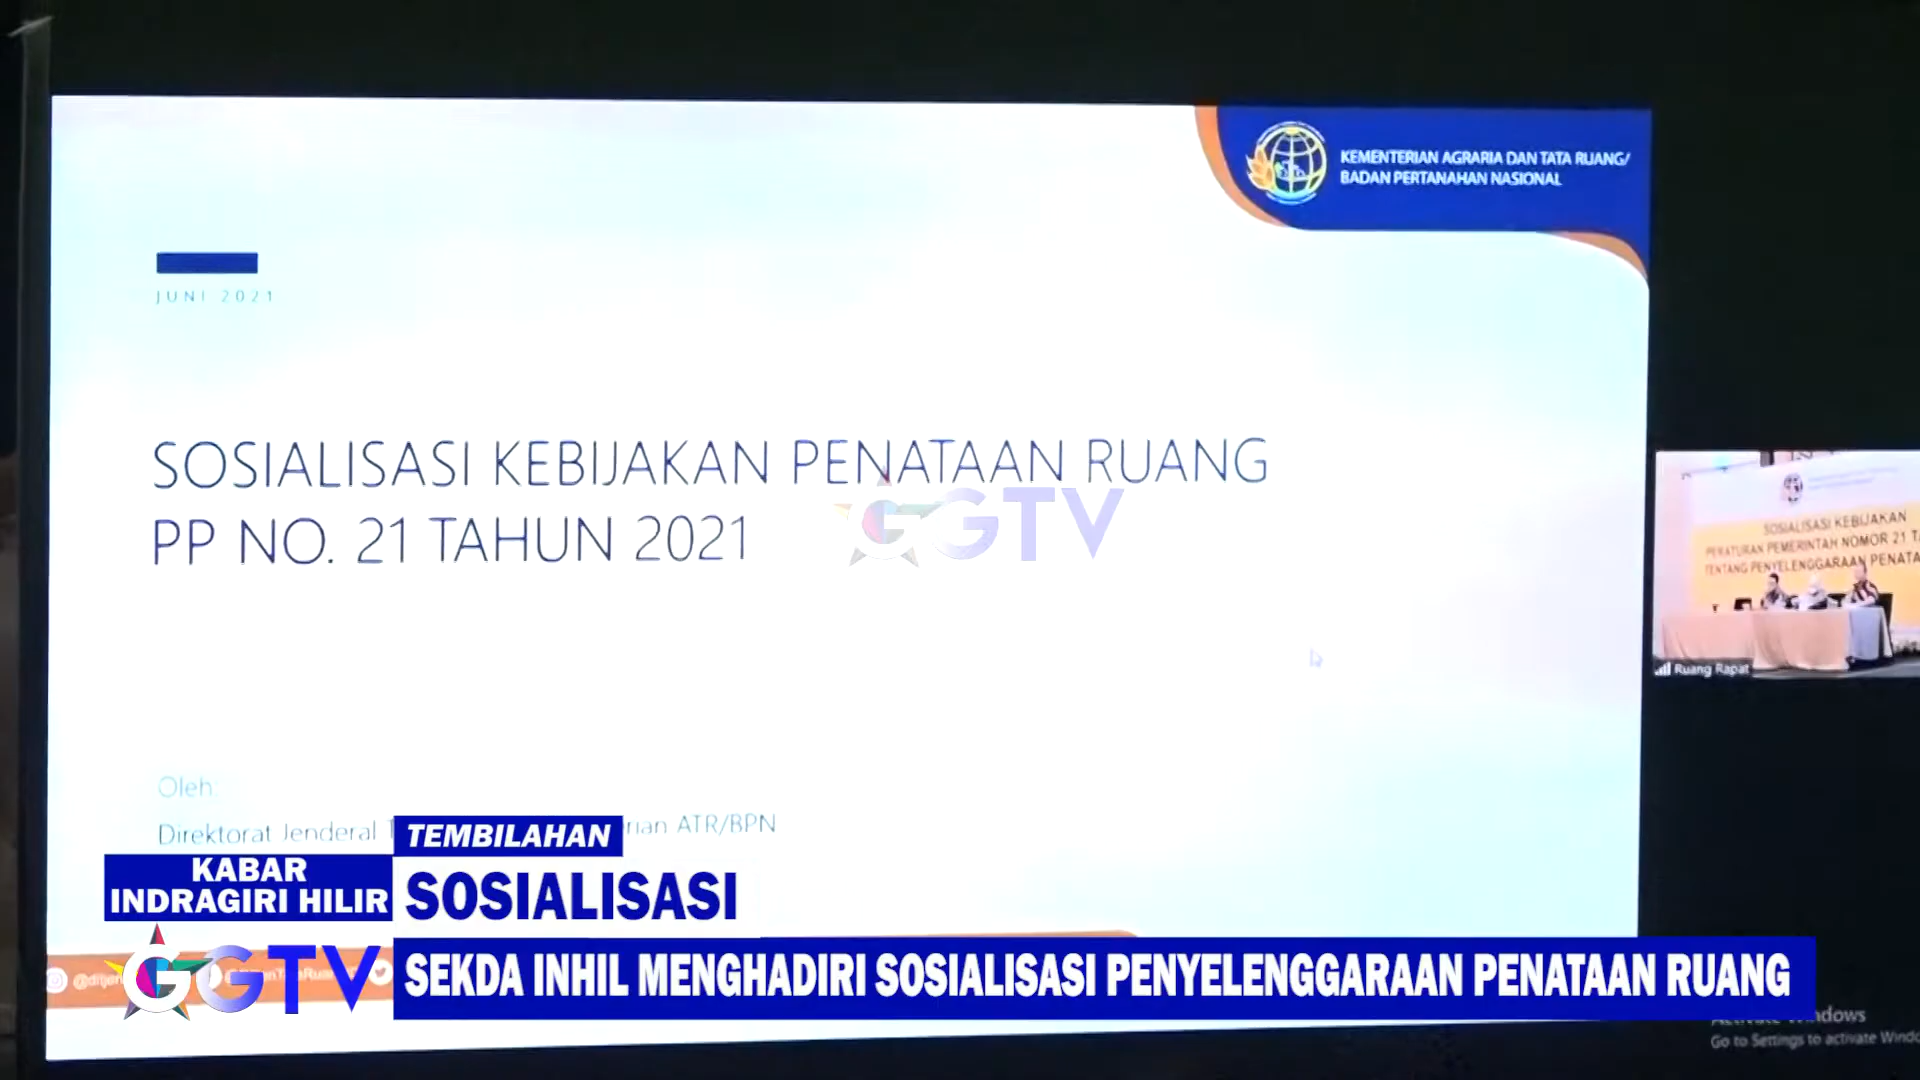 KEMENTERIAN AGRARIA DAN TATA RUANG/
BADAN PERTANAHAN NASIONAL
JUNI 2021
SOSIALISASI KEBIJAKAN PENATAAN RUANG
PP NO. 21 TAHUN 2021
GGTV
SOSIALISASI KEBIJAKAN
PERATURAN PEMERINTAH NOMOR 21
TENTANG PENYELENGGARAAN
Ruang Rapat
Oleh:
Direktorat Jenderal
ATR/BPN
TEMBILAHAN
KABAR
INDRAGIRI HILIR
SOSIALISASI
GGTV
SEKDA INHIL MENGHADIRI SOSIALISASI PENYELENGGARAAN PENATAAN RUANG
Activate Windows
Go to Settings to activate